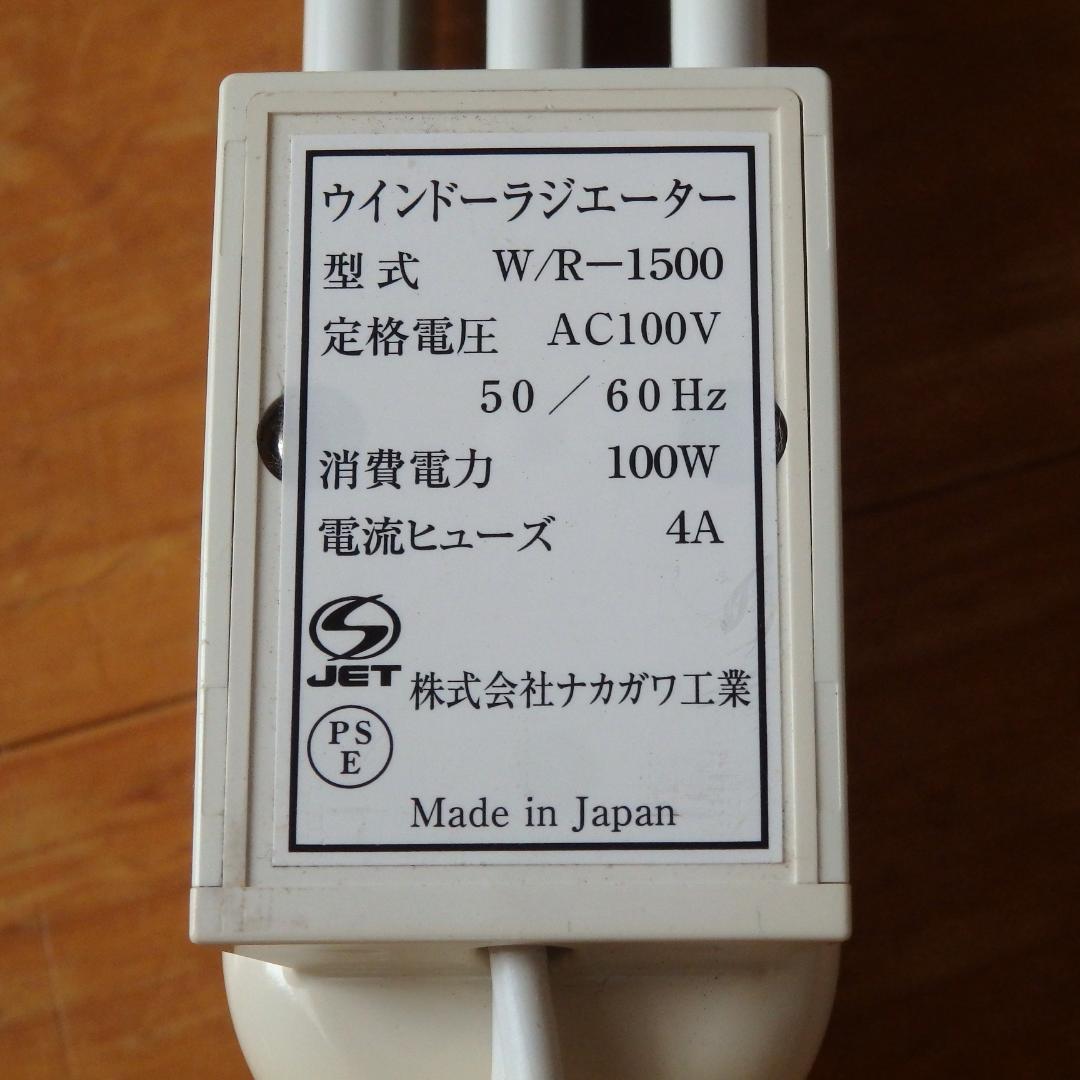 ウインドーラジエーター
型式 W/R-1500
定格電圧 AC100V
50／60Hz
消費電力 100W
電流ヒューズ 4A
JET
株式会社ナカガワ工業
PS
E
Made in Japan